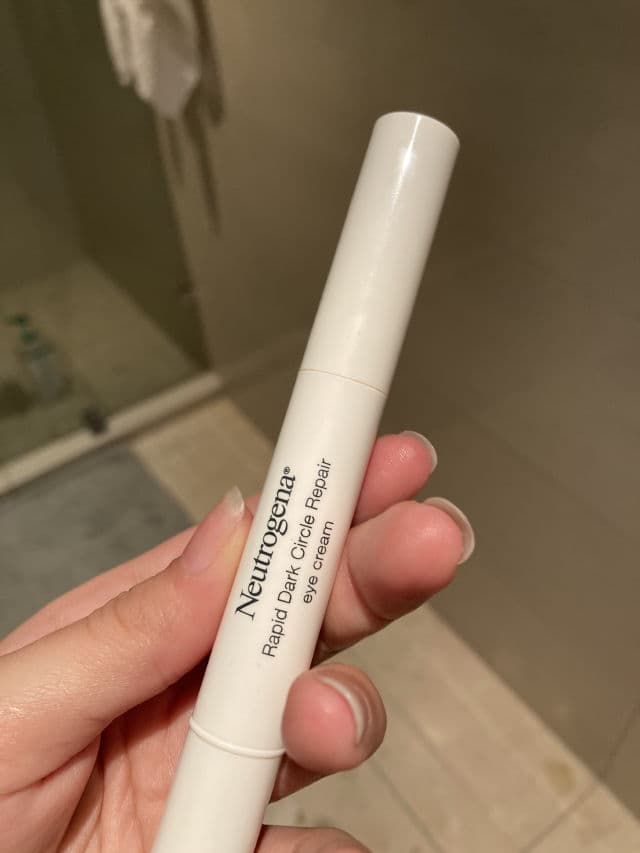 Neutrogena®
Rapid Dark Circle Repair
eye cream